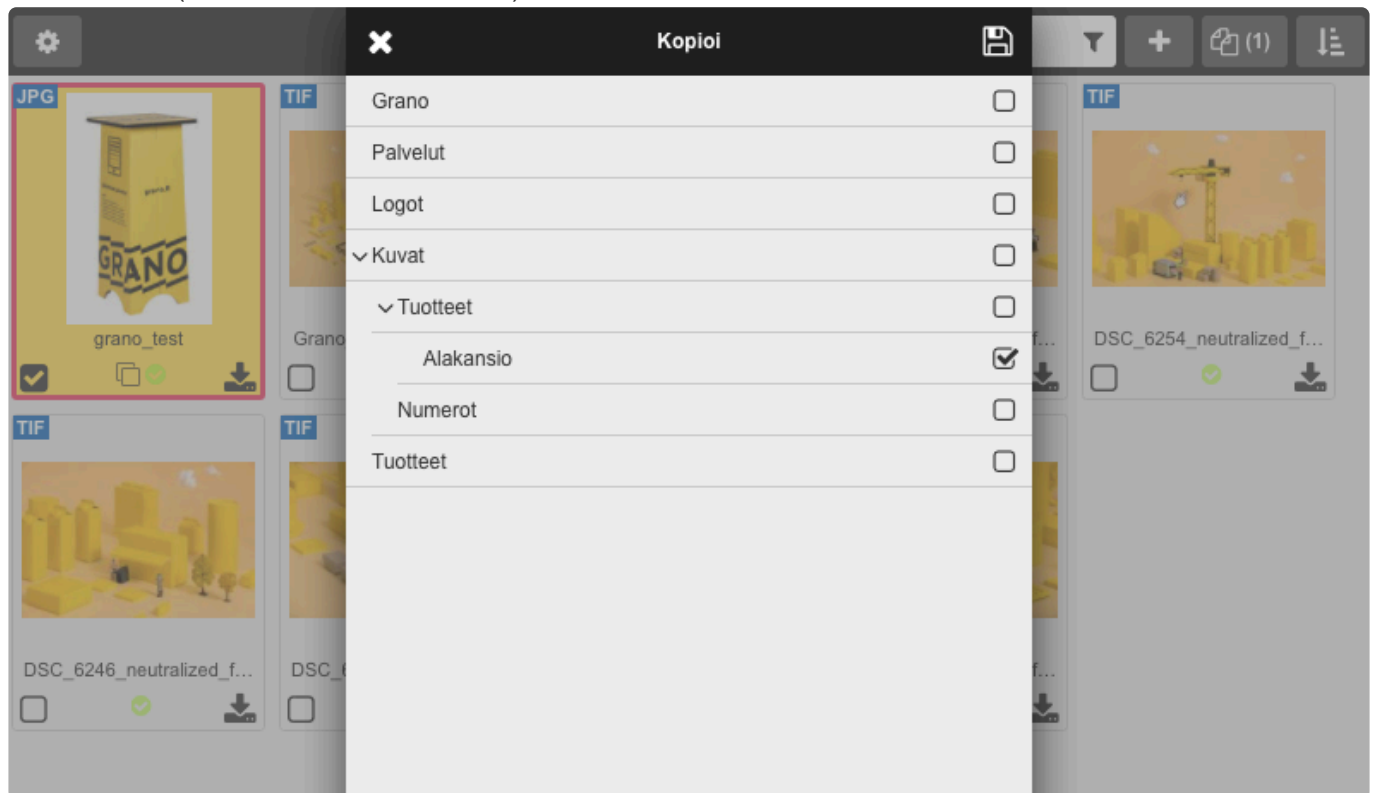 Kopioi
(1)
JPG
GRANO
grano_test
TIF
Grano
TIF
DSC_6254_neutralized_f...
Grano
Palvelut
Logot
Kuvat
Tuotteet
Alakansio
Numerot
Tuotteet
TIF
DSC_6246_neutralized_f...
TIF
DSC_
f...
f...